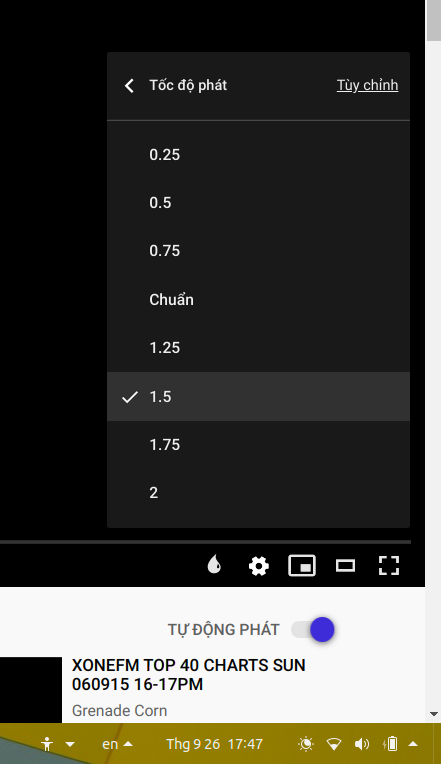 Tốc độ phát Tùy chỉnh
0.25
0.5
0.75
Chuẩn
1.25
1.5
1.75
2
TỰ ĐỘNG PHÁT
XONEFM TOP 40 CHARTS SUN
060915 16-17PM
Grenade Corn
en Thg 9 26 17:47